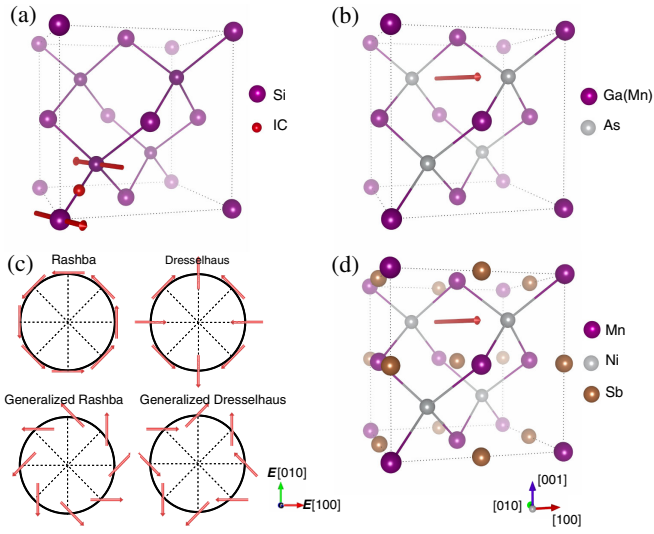 (a)
(b)
Si
IC
Ga(Mn)
As
(c)
Rashba
Dresselhaus
(d)
Generalized Rashba
Generalized Dresselhaus
Mn
Ni
Sb
E[010]
E[100]
[001]
[010]
[100]